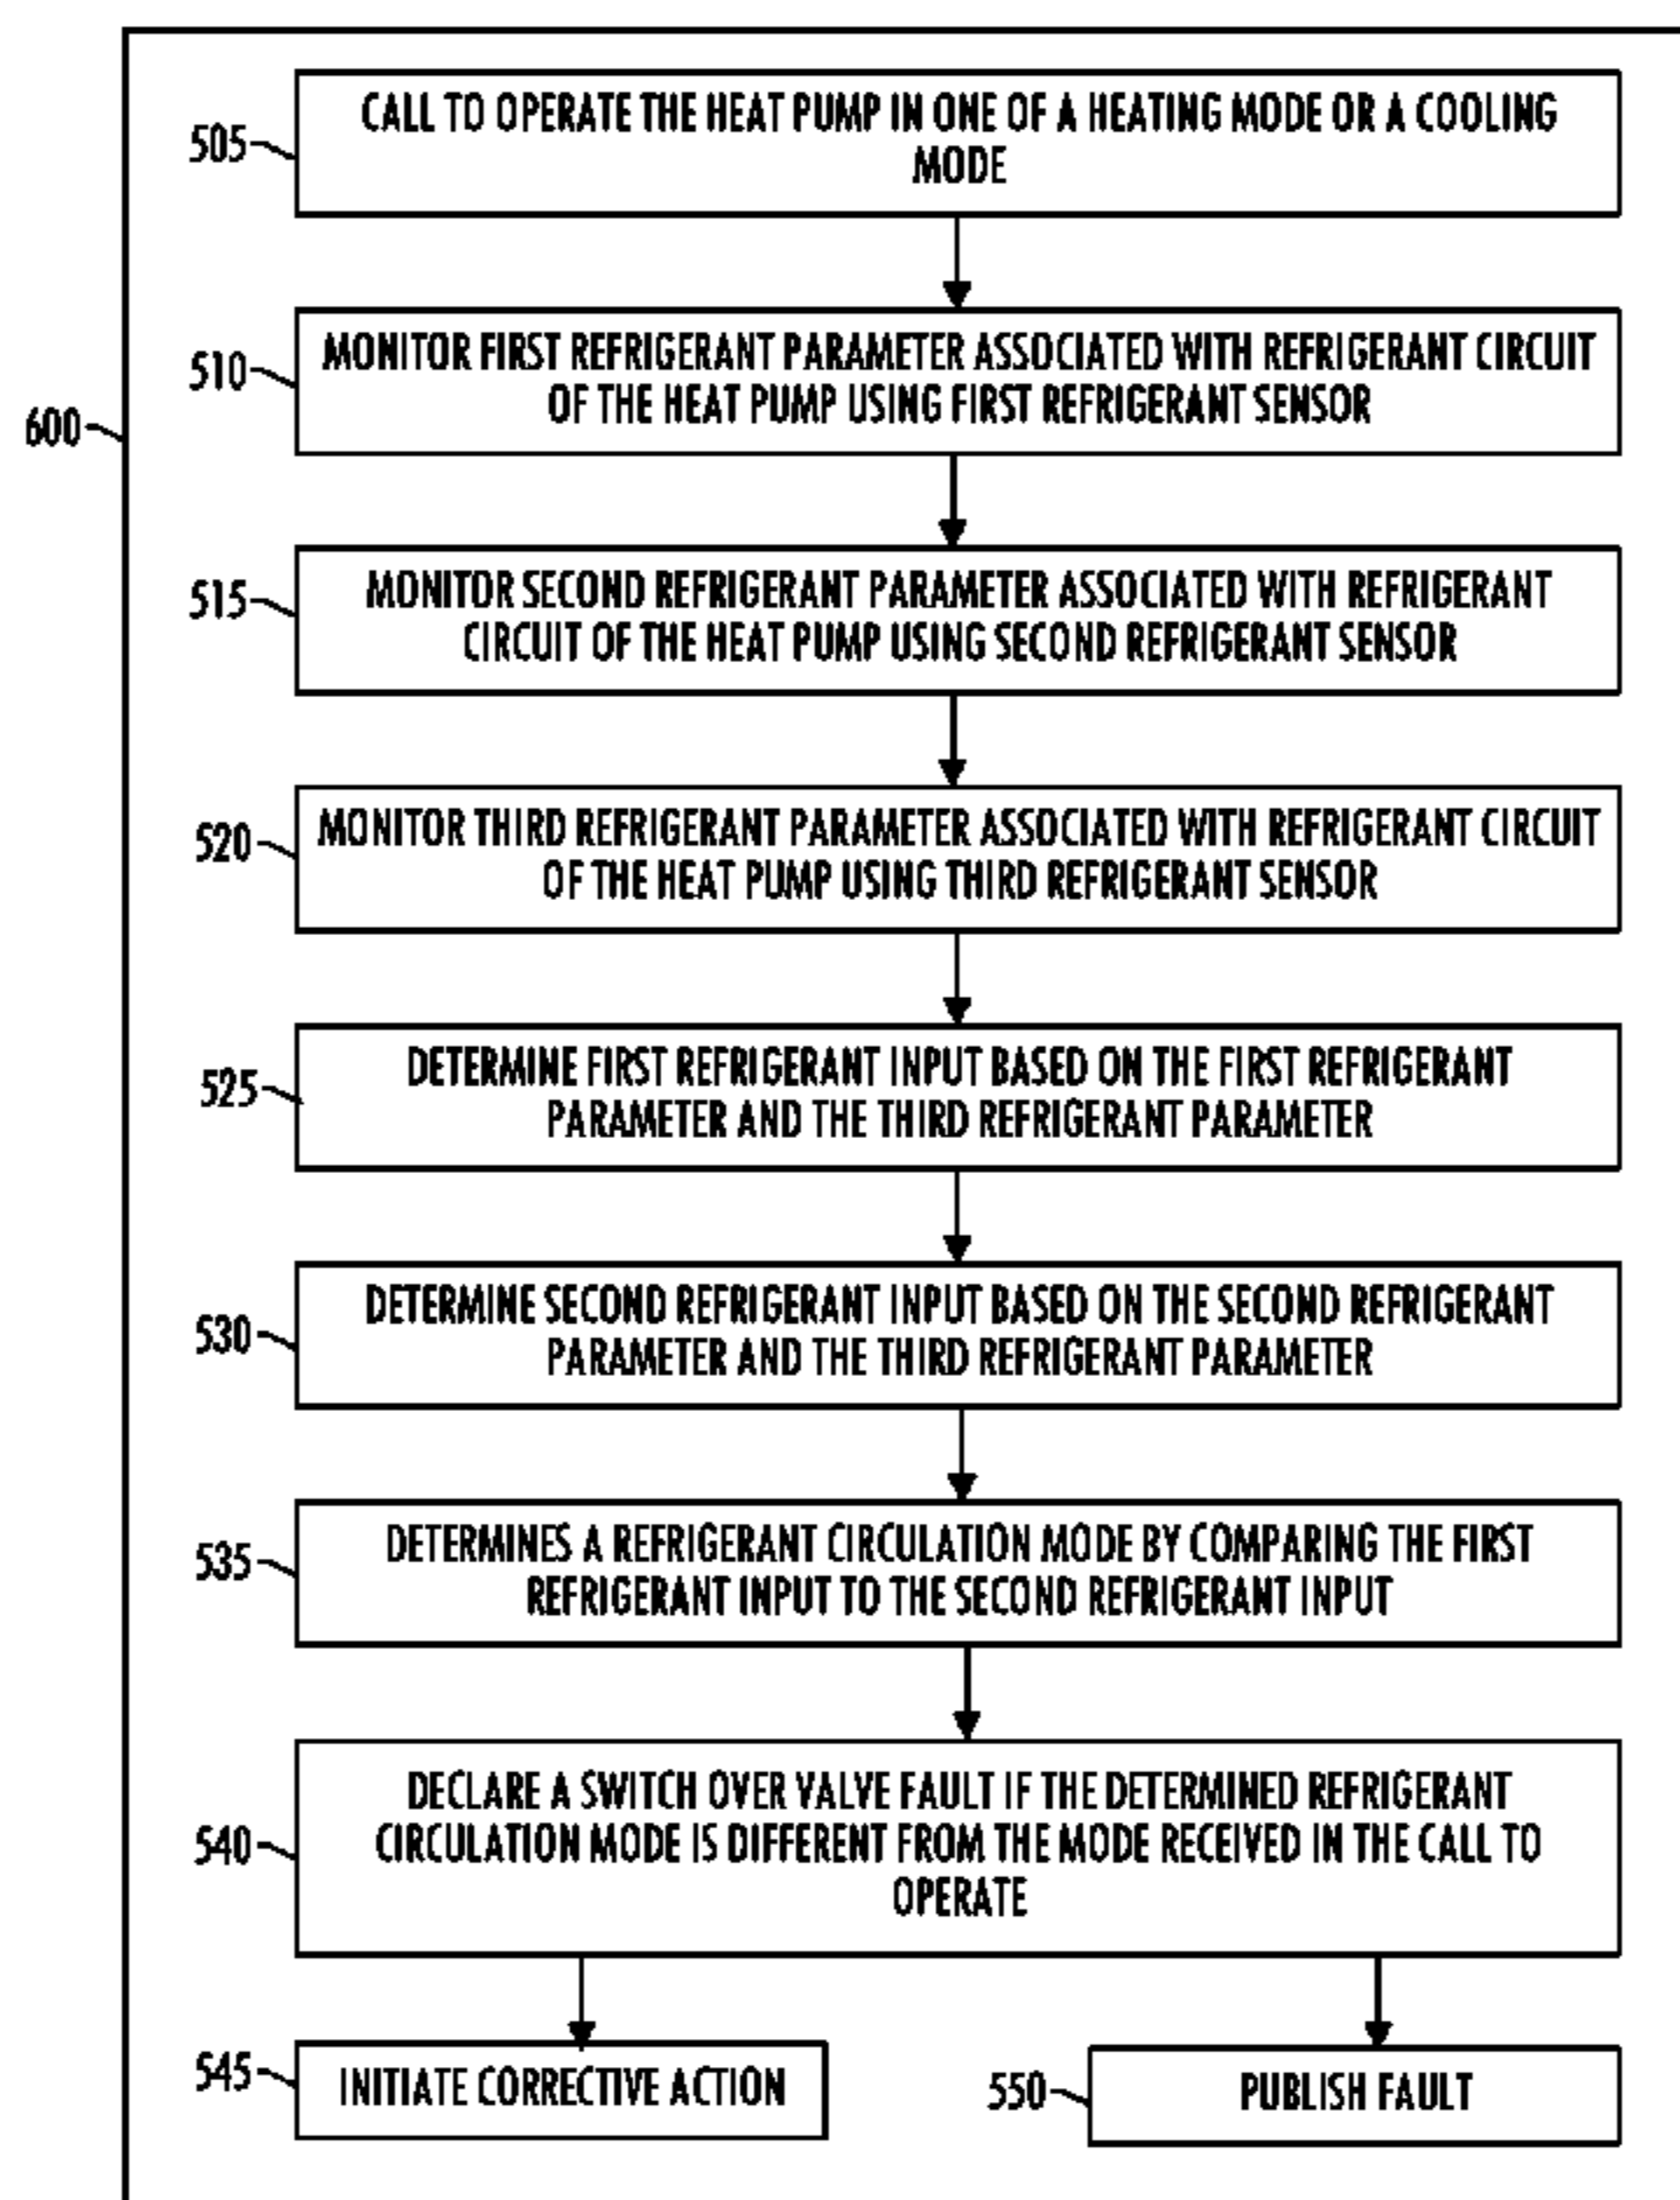 505
CALL TO OPERATE THE HEAT PUMP IN ONE OF A HEATING MODE OR A COOLING
MODE
510
MONITOR FIRST REFRIGERANT PARAMETER ASSOCIATED WITH REFRIGERANT CIRCUIT
OF THE HEAT PUMP USING FIRST REFRIGERANT SENSOR
600
515
MONITOR SECOND REFRIGERANT PARAMETER ASSOCIATED WITH REFRIGERANT
CIRCUIT OF THE HEAT PUMP USING SECOND REFRIGERANT SENSOR
520
MONITOR THIRD REFRIGERANT PARAMETER ASSOCIATED WITH REFRIGERANT CIRCUIT
OF THE HEAT PUMP USING THIRD REFRIGERANT SENSOR
525
DETERMINE FIRST REFRIGERANT INPUT BASED ON THE FIRST REFRIGERANT
PARAMETER AND THE THIRD REFRIGERANT PARAMETER
530
DETERMINE SECOND REFRIGERANT INPUT BASED ON THE SECOND REFRIGERANT
PARAMETER AND THE THIRD REFRIGERANT PARAMETER
535
DETERMINES A REFRIGERANT CIRCULATION MODE BY COMPARING THE FIRST
REFRIGERANT INPUT TO THE SECOND REFRIGERANT INPUT
540
DECLARE A SWITCH OVER VALVE FAULT IF THE DETERMINED REFRIGERANT
CIRCULATION MODE IS DIFFERENT FROM THE MODE RECEIVED IN THE CALL TO
OPERATE
545
INITIATE CORRECTIVE ACTION
550
PUBLISH FAULT